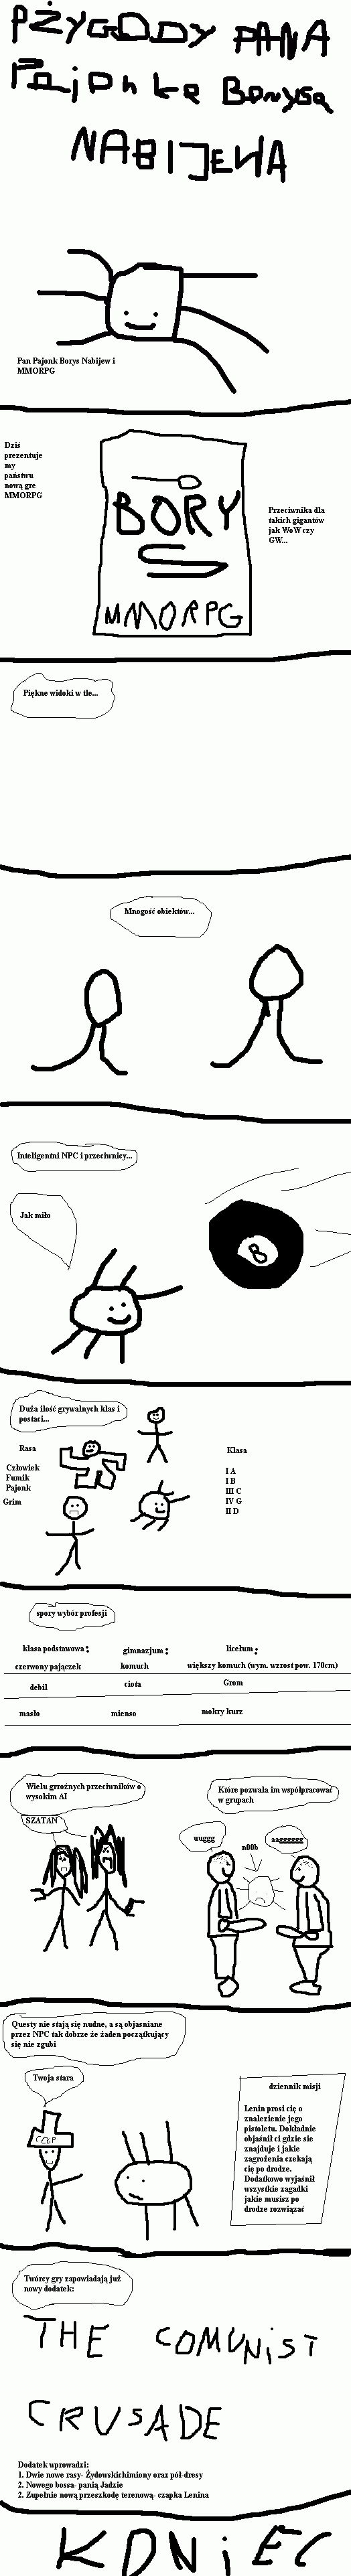 PŻYGODY PANA
Pajonka Borysa
NABIJEWA
Pan Pajonk Borys Nabijew i
MMORPG
Dziś
prezentuje
my
państwu
nową gre
MMORPG
BORY
S
MMORPG
Przeciwnika dla
takich gigantów
jak WoW czy
GW...
Piękne widoki w tle...
Mnogość obiektów...
Inteligentni NPC i przeciwnicy...
Jak miło
8
Duża ilość grywalnych klas i
postaci...
Rasa
Człowiek
Fumik
Pajonk
Grim
Klasa
I A
I B
III C
IV G
II D
spory wybór profesji
klasa podstawowa: gimnazjum: licełum:
czerwony pajączek komuch większy komuch (wym. wzrost pow. 170cm)
debil ciota Grom
masło mienso mokry kurz
Wielu grroźnych przeciwników o
wysokim AI
SZATAN
Które pozwala im współpracować
w grupach
uuggg
n00b
aagggggg
Questy nie stają się nudne, a są objasniane
przez NPC tak dobrze że żaden początkujący
się nie zgubi
Twoja stara
CCCP
dziennik misji
Lenin prosi cię o
znalezienie jego
pistoletu. Dokładnie
objaśnił ci gdzie sie
znajduje i jakie
zagrożenia czekają
cię po drodze.
Dodatkowo wyjaśnił
wszystkie zagadki
jakie musisz po
drodze rozwiązać
Twórcy gry zapowiadają już
nowy dodatek:
THE COMUNIST
CRUSADE
Dodatek wprowadzi:
1. Dwie nowe rasy- Żydowskichimiony oraz pół-dresy
2. Nowego bossa- panią Jadzie
2. Zupełnie nową przeszkodę terenową- czapka Lenina
KONIEC